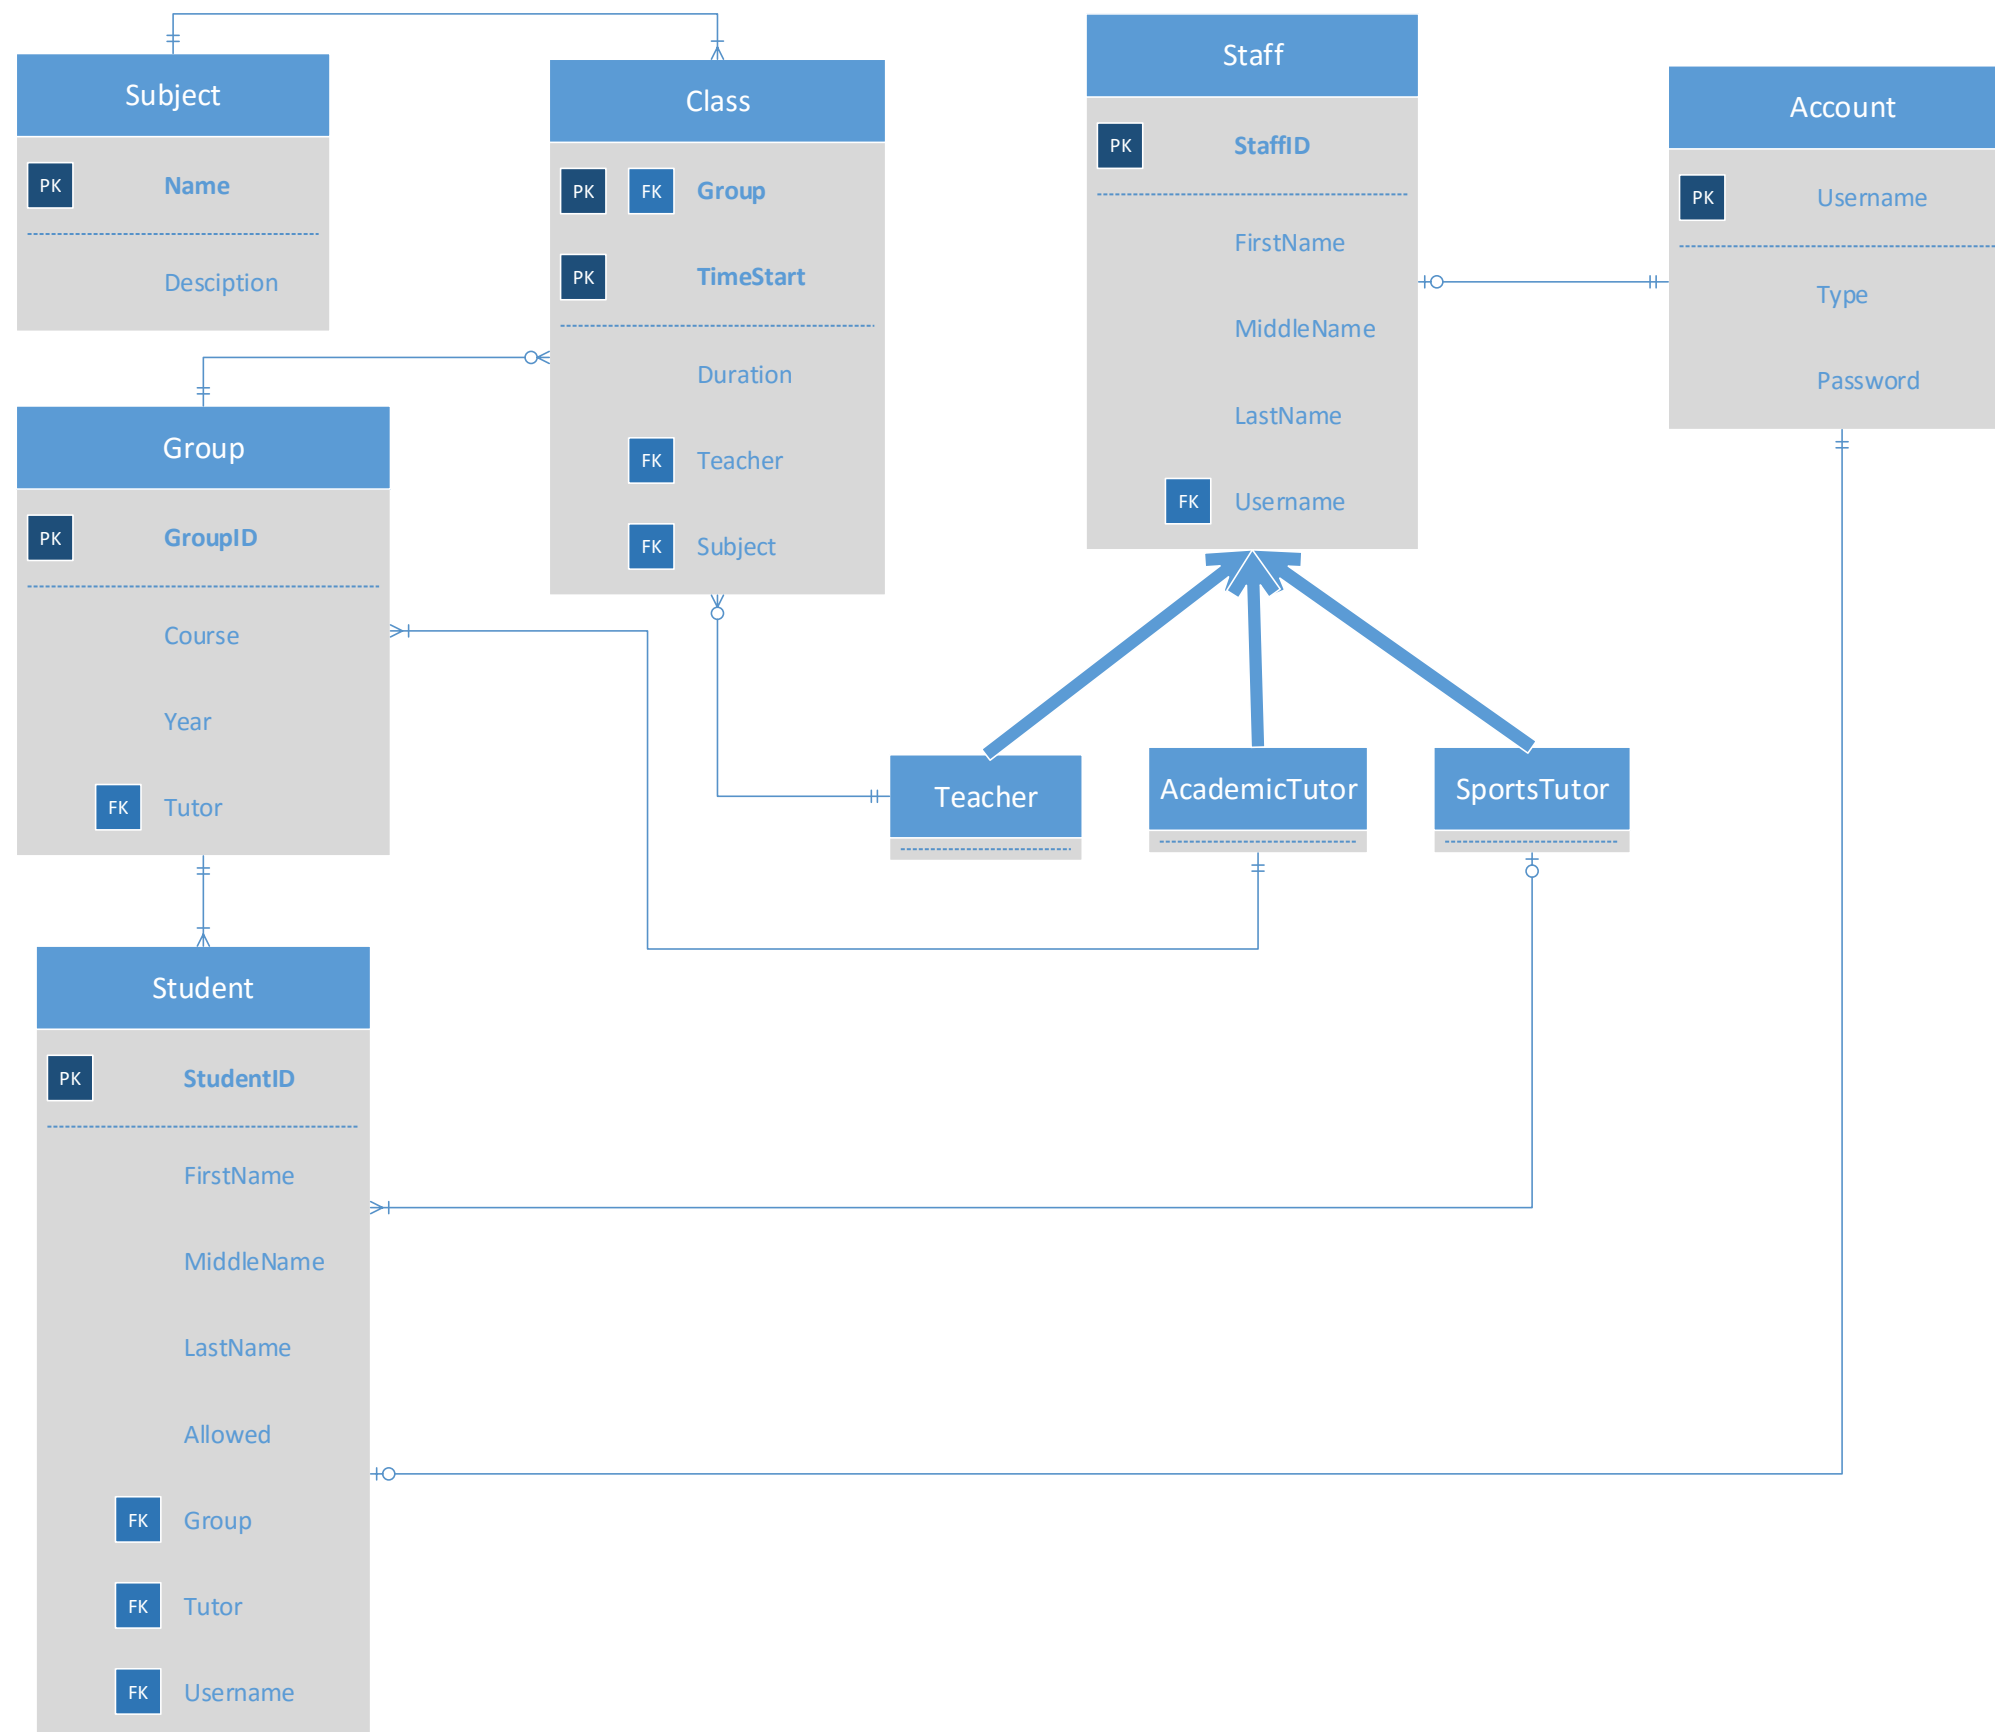 Subject
PK Name
Desciption
Class
PK FK Group
PK TimeStart
Duration
FK Teacher
FK Subject
Staff
PK StaffID
FirstName
MiddleName
LastName
FK Username
Account
PK Username
Type
Password
Group
PK GroupID
Course
Year
FK Tutor
Teacher
AcademicTutor
SportsTutor
Student
PK StudentID
FirstName
MiddleName
LastName
Allowed
FK Group
FK Tutor
FK Username